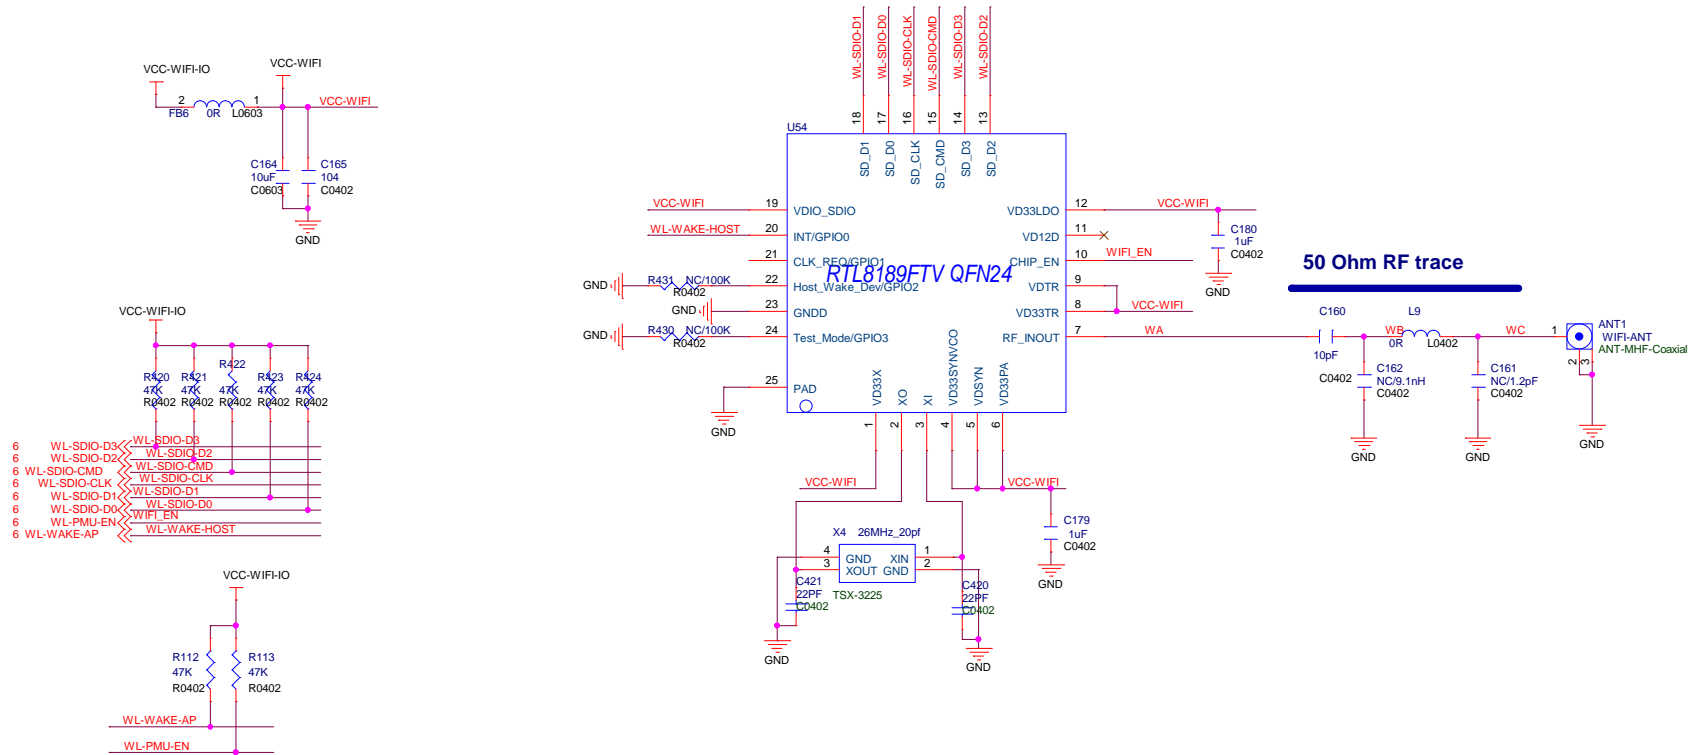 VCC-WIFI-IO
VCC-WIFI
2
1
VCC-WIFI
FB6
0R
L0603
C164
10uF
C0603
C165
104
C0402
GND
VCC-WIFI-IO
R420
47K
R0402
R421
47K
R0402
R422
47K
R0402
R423
47K
R0402
R424
47K
R0402
6 WL-SDIO-D3 WL-SDIO-D3
6 WL-SDIO-D2 WL-SDIO-D2
6 WL-SDIO-CMD WL-SDIO-CMD
6 WL-SDIO-CLK WL-SDIO-CLK
6 WL-SDIO-D1 WL-SDIO-D1
6 WL-SDIO-D0 WL-SDIO-D0
6 WL-PMU-EN WIFI_EN
6 WL-WAKE-AP WL-WAKE-HOST
VCC-WIFI-IO
R112
47K
R0402
R113
47K
R0402
WL-WAKE-AP
WL-PMU-EN
WL-SDIO-D1
WL-SDIO-D0
WL-SDIO-CLK
WL-SDIO-CMD
WL-SDIO-D3
WL-SDIO-D2
18
17
16
15
14
13
U54
SD_D1
SD_D0
SD_CLK
SD_CMD
SD_D3
SD_D2
VCC-WIFI 19 VDIO_SDIO
WL-WAKE-HOST 20 INT/GPIO0
21 CLK_REQ/GPIO1
RTL8189FTV QFN24
GND R431 NC/100K R0402 22 Host_Wake_Dev/GPIO2
GND 23 GNDD
GND R430 NC/100K R0402 24 Test_Mode/GPIO3
25 PAD
GND
VD33LDO 12 VCC-WIFI
VD12D 11
CHIP_EN 10 WIFI_EN
VDTR 9
VD33TR 8 VCC-WIFI
RF_INOUT 7 WA
C180
1uF
C0402
GND
VD33X
XO
XI
VD33SYNVCO
VDSYN
VD33PA
1
2
3
4
5
6
VCC-WIFI
VCC-WIFI
C179
1uF
C0402
GND
X4 26MHz_20pf
4 GND XIN 1
3 XOUT GND 2
TSX-3225
C421
22PF
C0402
C420
22PF
C0402
GND
GND
50 Ohm RF trace
C160
10pF
C0402
WB
L9
0R
L0402
WC
C162
NC/9.1nH
C0402
GND
C161
NC/1.2pF
C0402
GND
1
2
3
ANT1
WIFI-ANT
ANT-MHF-Coaxial
GND